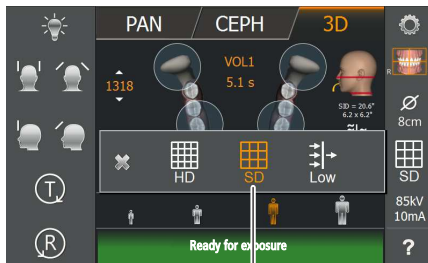 PAN
CEPH
3D
1318
VOL1
5.1 s
R
SID = 20.6"
6.2 x 6.2"
8cm
HD
SD
Low
SD
85kV
10mA
T
R
Ready for exposure
?